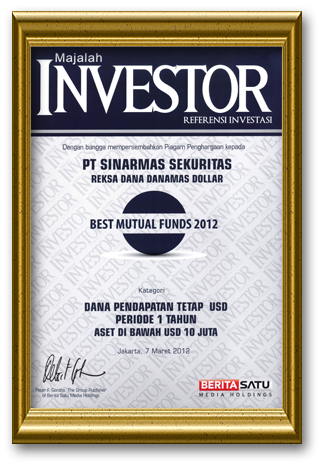 Majalah
INVESTOR
REFERENSI INVESTASI
Dengan bangga mempersembahkan Piagam Penghargaan kepada
PT SINARMAS SEKURITAS
REKSA DANA DANAMAS DOLLAR
BEST MUTUAL FUNDS 2012
Kategori
DANA PENDAPATAN TETAP USD
PERIODE 1 TAHUN
ASET DI BAWAH USD 10 JUTA
Jakarta, 7 Maret 2012
Peter F. Gontha, The Group Publisher
of Berita Satu Media Holdings
BERITA SATU
MEDIA HOLDINGS